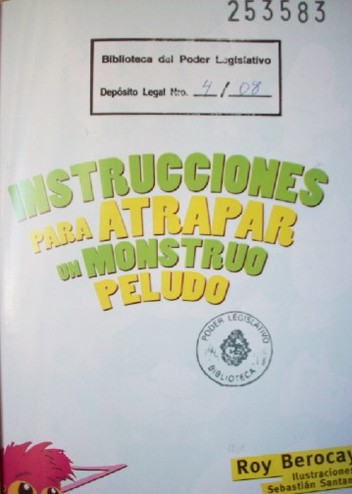 253583
Biblioteca del Poder Legislativo
Depósito Legal Nro. 4 / 08
INSTRUCCIONES
PARA ATRAPAR
UN MONSTRUO
PELUDO
PODER LEGISLATIVO
BIBLIOTECA
Roy Berocay
Ilustraciones
Sebastián Santan